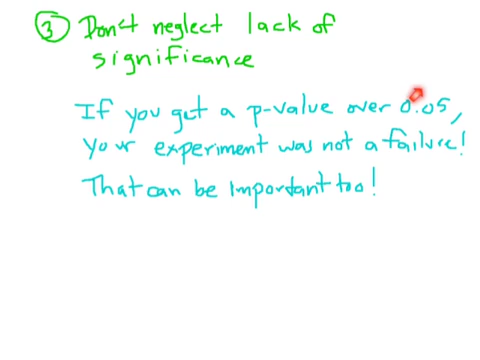 ③ Don't neglect lack of
significance
If you get a p-value over 0.05,
your experiment was not a failure!
That can be important too!